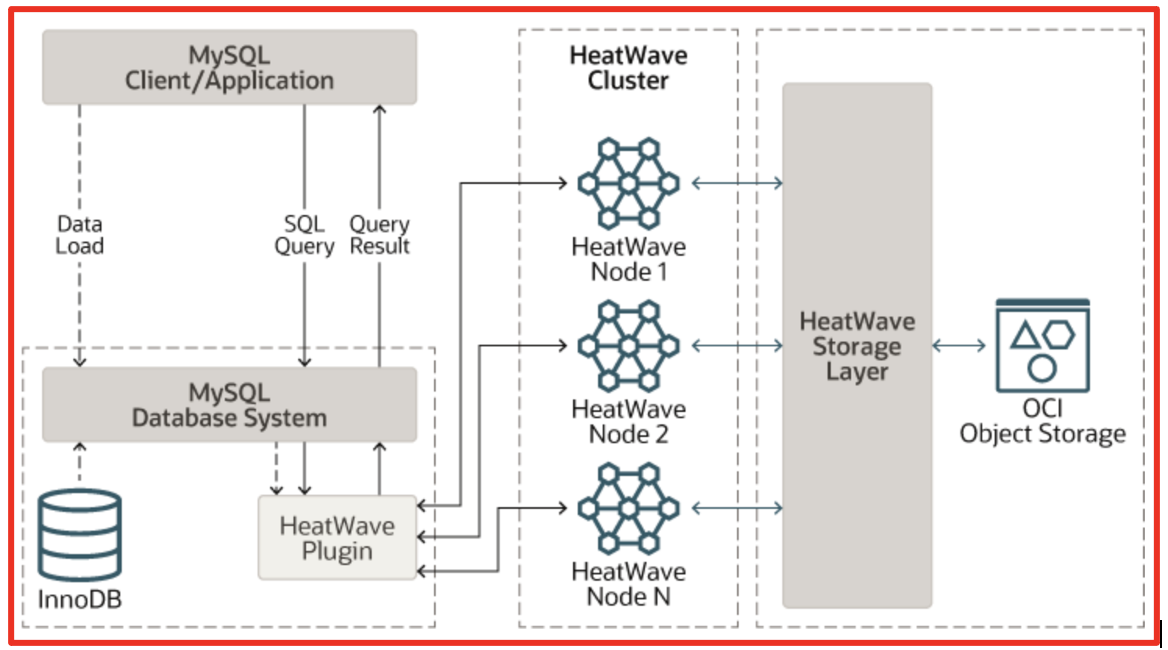 MySQL
Client/Application
Data
Load
SQL
Query
Query
Result
MySQL
Database System
HeatWave
Plugin
InnoDB
HeatWave
Cluster
HeatWave
Node 1
HeatWave
Node 2
HeatWave
Node N
HeatWave
Storage
Layer
OCI
Object Storage